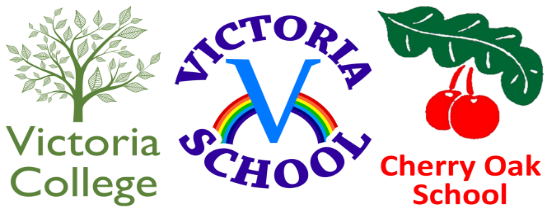 Victoria
College
VICTORIA
V
SCHOOL
Cherry Oak
School